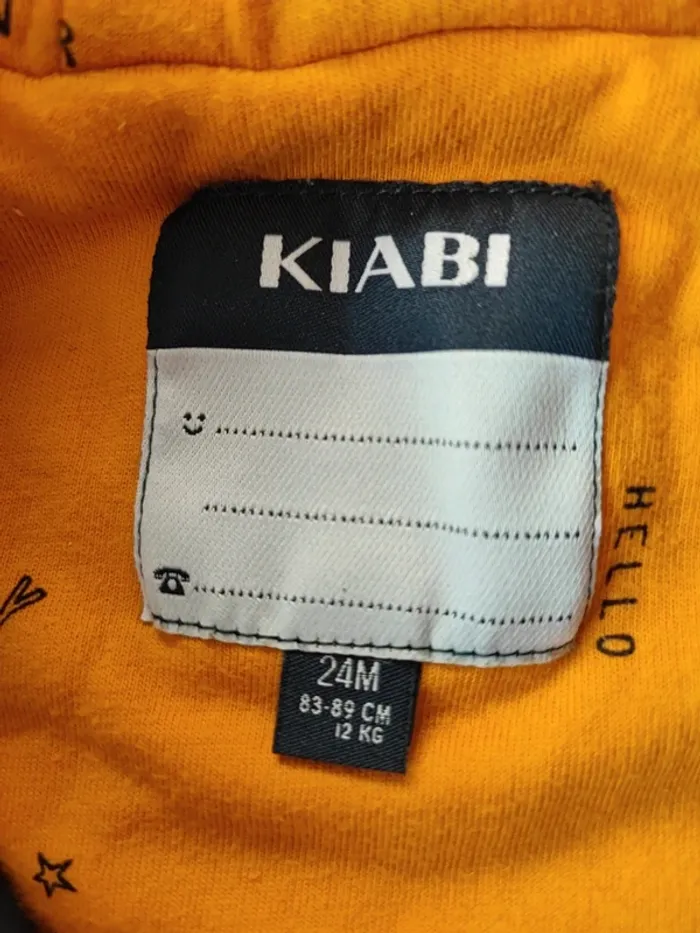 R
KIABI
HELLO
24M
83-89 CM
12 KG